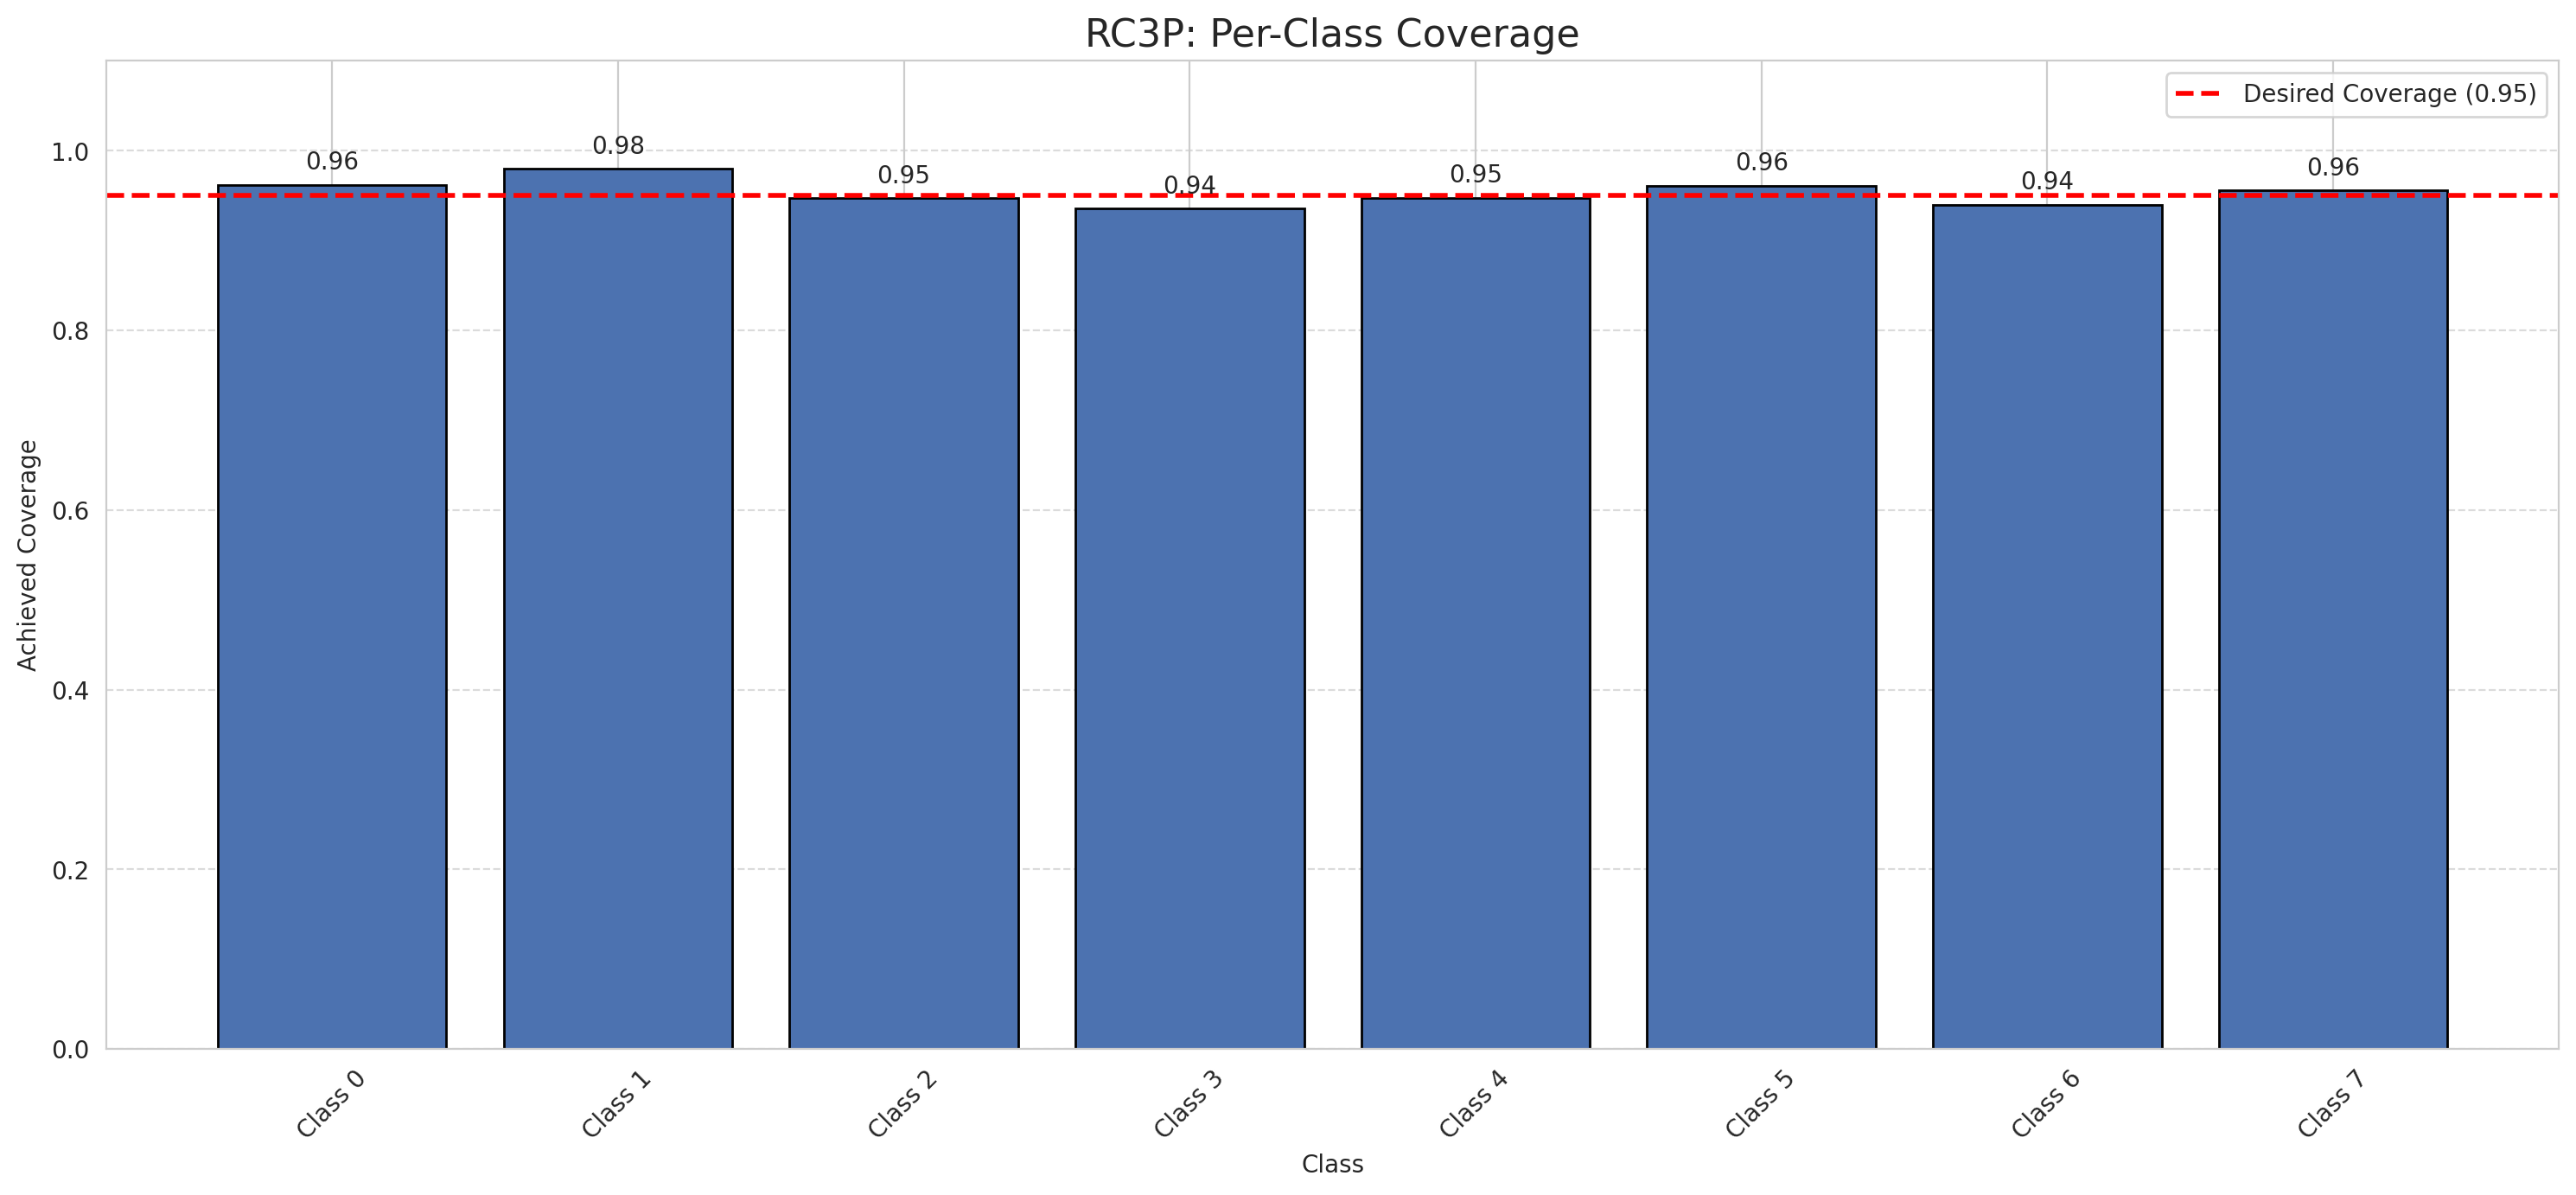 RC3P: Per-Class Coverage
Desired Coverage (0.95)
1.0
0.8
0.6
0.4
0.2
0.0
Achieved Coverage
0.96
0.98
0.95
0.94
0.95
0.96
0.94
0.96
Class 0
Class 1
Class 2
Class 3
Class 4
Class 5
Class 6
Class 7
Class